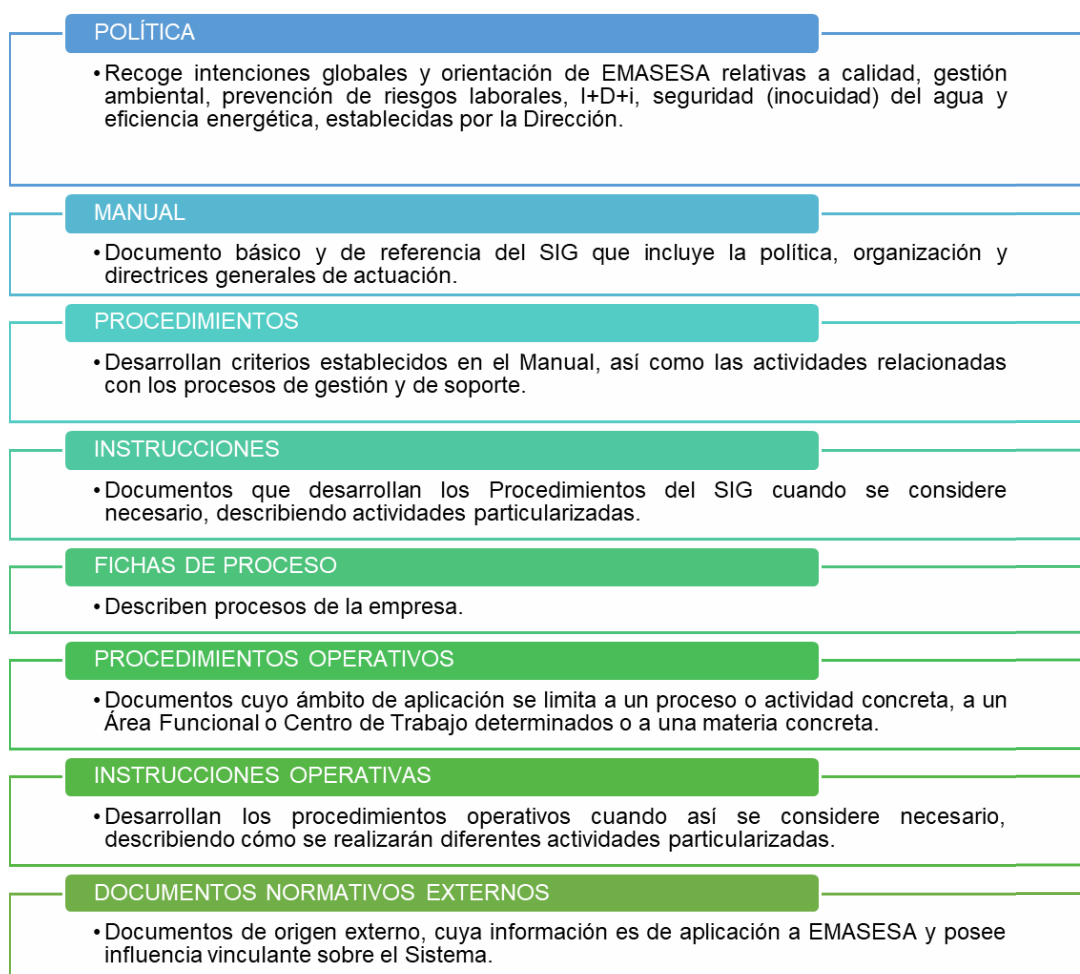 POLÍTICA
•Recoge intenciones globales y orientación de EMASESA relativas a calidad, gestión
ambiental, prevención de riesgos laborales, I+D+i, seguridad (inocuidad) del agua y
eficiencia energética, establecidas por la Dirección.
MANUAL
•Documento básico y de referencia del SIG que incluye la política, organización y
directrices generales de actuación.
PROCEDIMIENTOS
•Desarrollan criterios establecidos en el Manual, así como las actividades relacionadas
con los procesos de gestión y de soporte.
INSTRUCCIONES
•Documentos que desarrollan los Procedimientos del SIG cuando se considere
necesario, describiendo actividades particularizadas.
FICHAS DE PROCESO
•Describen procesos de la empresa.
PROCEDIMIENTOS OPERATIVOS
•Documentos cuyo ámbito de aplicación se limita a un proceso o actividad concreta, a un
Área Funcional o Centro de Trabajo determinados o a una materia concreta.
INSTRUCCIONES OPERATIVAS
•Desarrollan los procedimientos operativos cuando así se considere necesario,
describiendo cómo se realizarán diferentes actividades particularizadas.
DOCUMENTOS NORMATIVOS EXTERNOS
•Documentos de origen externo, cuya información es de aplicación a EMASESA y posee
influencia vinculante sobre el Sistema.